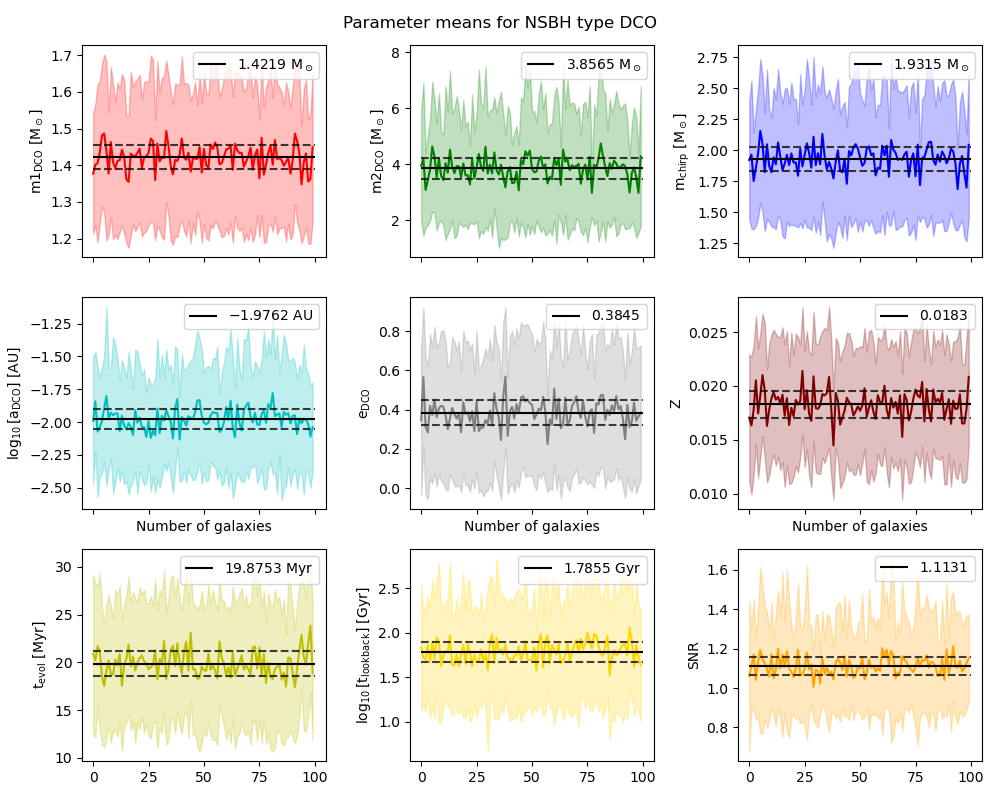 Parameter means for NSBH type DCO
m1DCO [M⊙]
1.7
1.6
1.5
1.4
1.3
1.2
1.4219 M⊙
m2DCO [M⊙]
8
6
4
2
3.8565 M⊙
mchirp [M⊙]
2.75
2.50
2.25
2.00
1.75
1.50
1.25
1.9315 M⊙
log10 [aDCO] [AU]
−1.25
−1.50
−1.75
−2.00
−2.25
−2.50
−1.9762 AU
Number of galaxies
eDCO
0.8
0.6
0.4
0.2
0.0
0.3845
Number of galaxies
Z
0.025
0.020
0.015
0.010
0.0183
Number of galaxies
tevol [Myr]
30
25
20
15
10
19.8753 Myr
0 25 50 75 100
log10 [tlookback] [Gyr]
2.5
2.0
1.5
1.0
1.7855 Gyr
0 25 50 75 100
SNR
1.6
1.4
1.2
1.0
0.8
1.1131
0 25 50 75 100